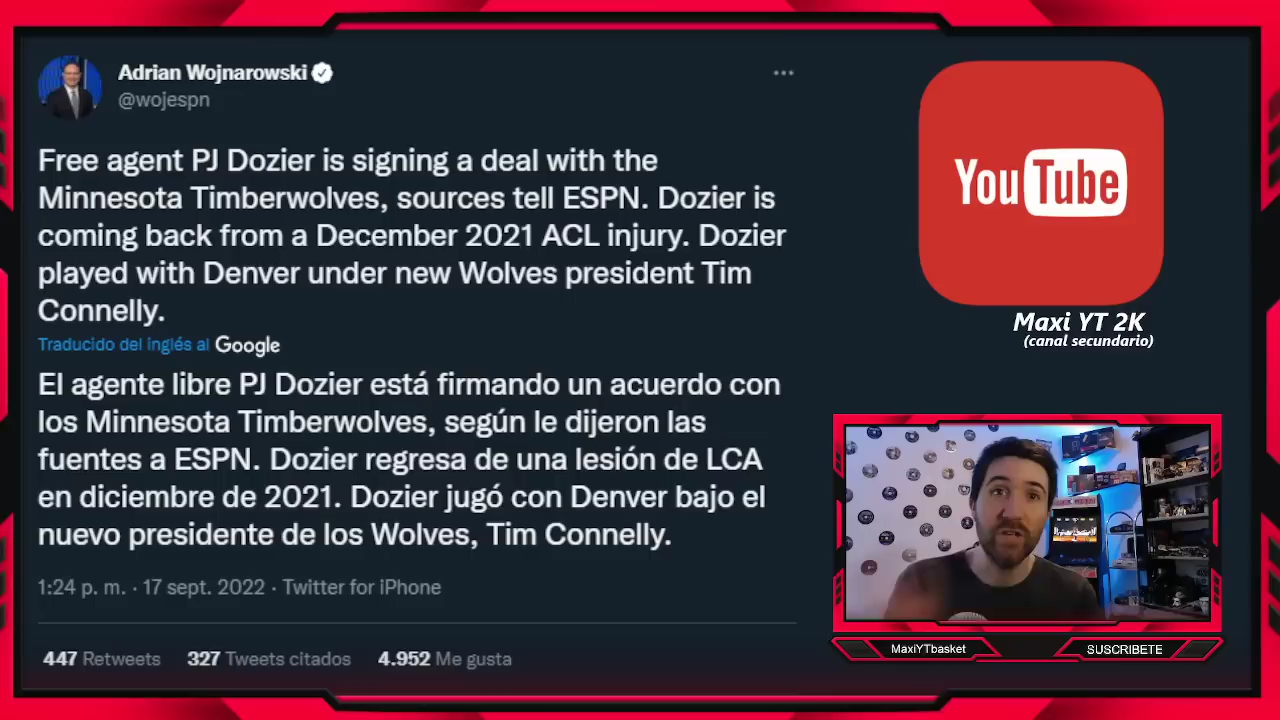 Adrian Wojnarowski
@wojespn
Free agent PJ Dozier is signing a deal with the
Minnesota Timberwolves, sources tell ESPN. Dozier is
coming back from a December 2021 ACL injury. Dozier
played with Denver under new Wolves president Tim
Connelly.
Traducido del inglés al Google
El agente libre PJ Dozier está firmando un acuerdo con
los Minnesota Timberwolves, según le dijeron las
fuentes a ESPN. Dozier regresa de una lesión de LCA
en diciembre de 2021. Dozier jugó con Denver bajo el
nuevo presidente de los Wolves, Tim Connelly.
1:24 p. m. · 17 sept. 2022 · Twitter for iPhone
447 Retweets 327 Tweets citados 4.952 Me gusta
YouTube
Maxi YT 2K
(canal secundario)
MaxiYTbasket
SUSCRIBETE